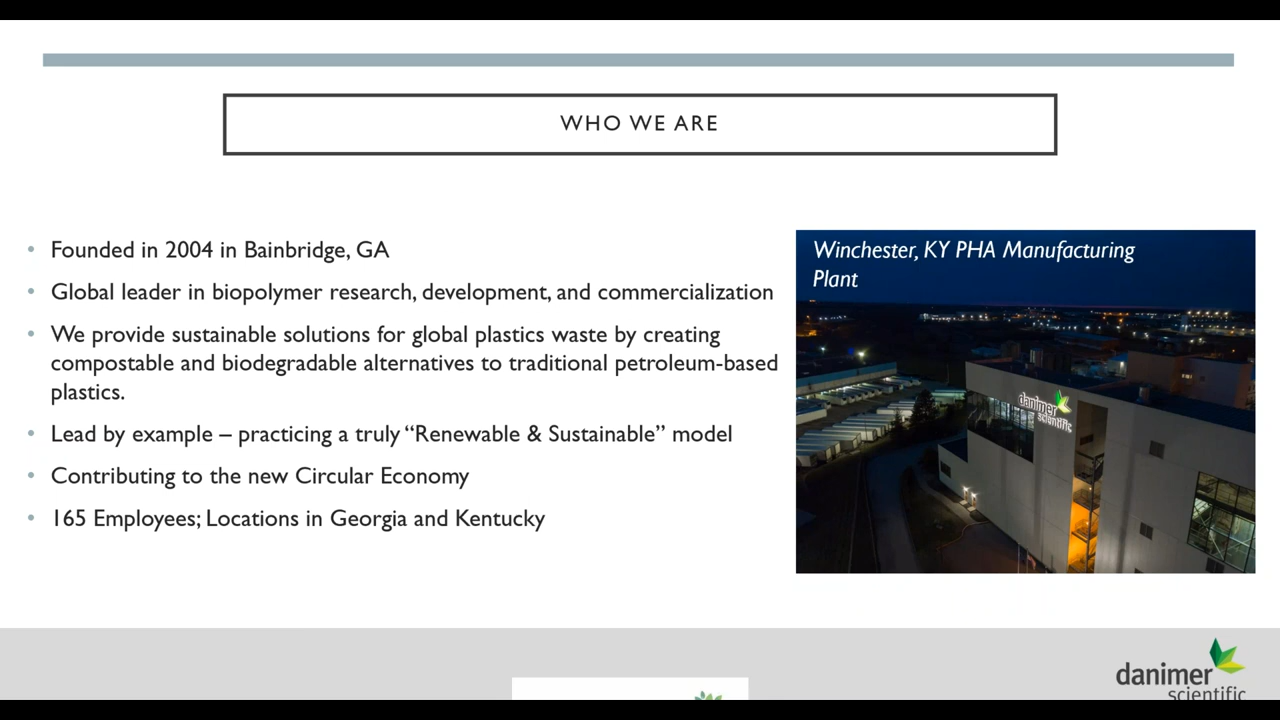 WHO WE ARE
• Founded in 2004 in Bainbridge, GA
• Global leader in biopolymer research, development, and commercialization
• We provide sustainable solutions for global plastics waste by creating
compostable and biodegradable alternatives to traditional petroleum-based
plastics.
• Lead by example – practicing a truly “Renewable & Sustainable” model
• Contributing to the new Circular Economy
• 165 Employees; Locations in Georgia and Kentucky
Winchester, KY PHA Manufacturing
Plant
danimer
scientific
danimer
scientific